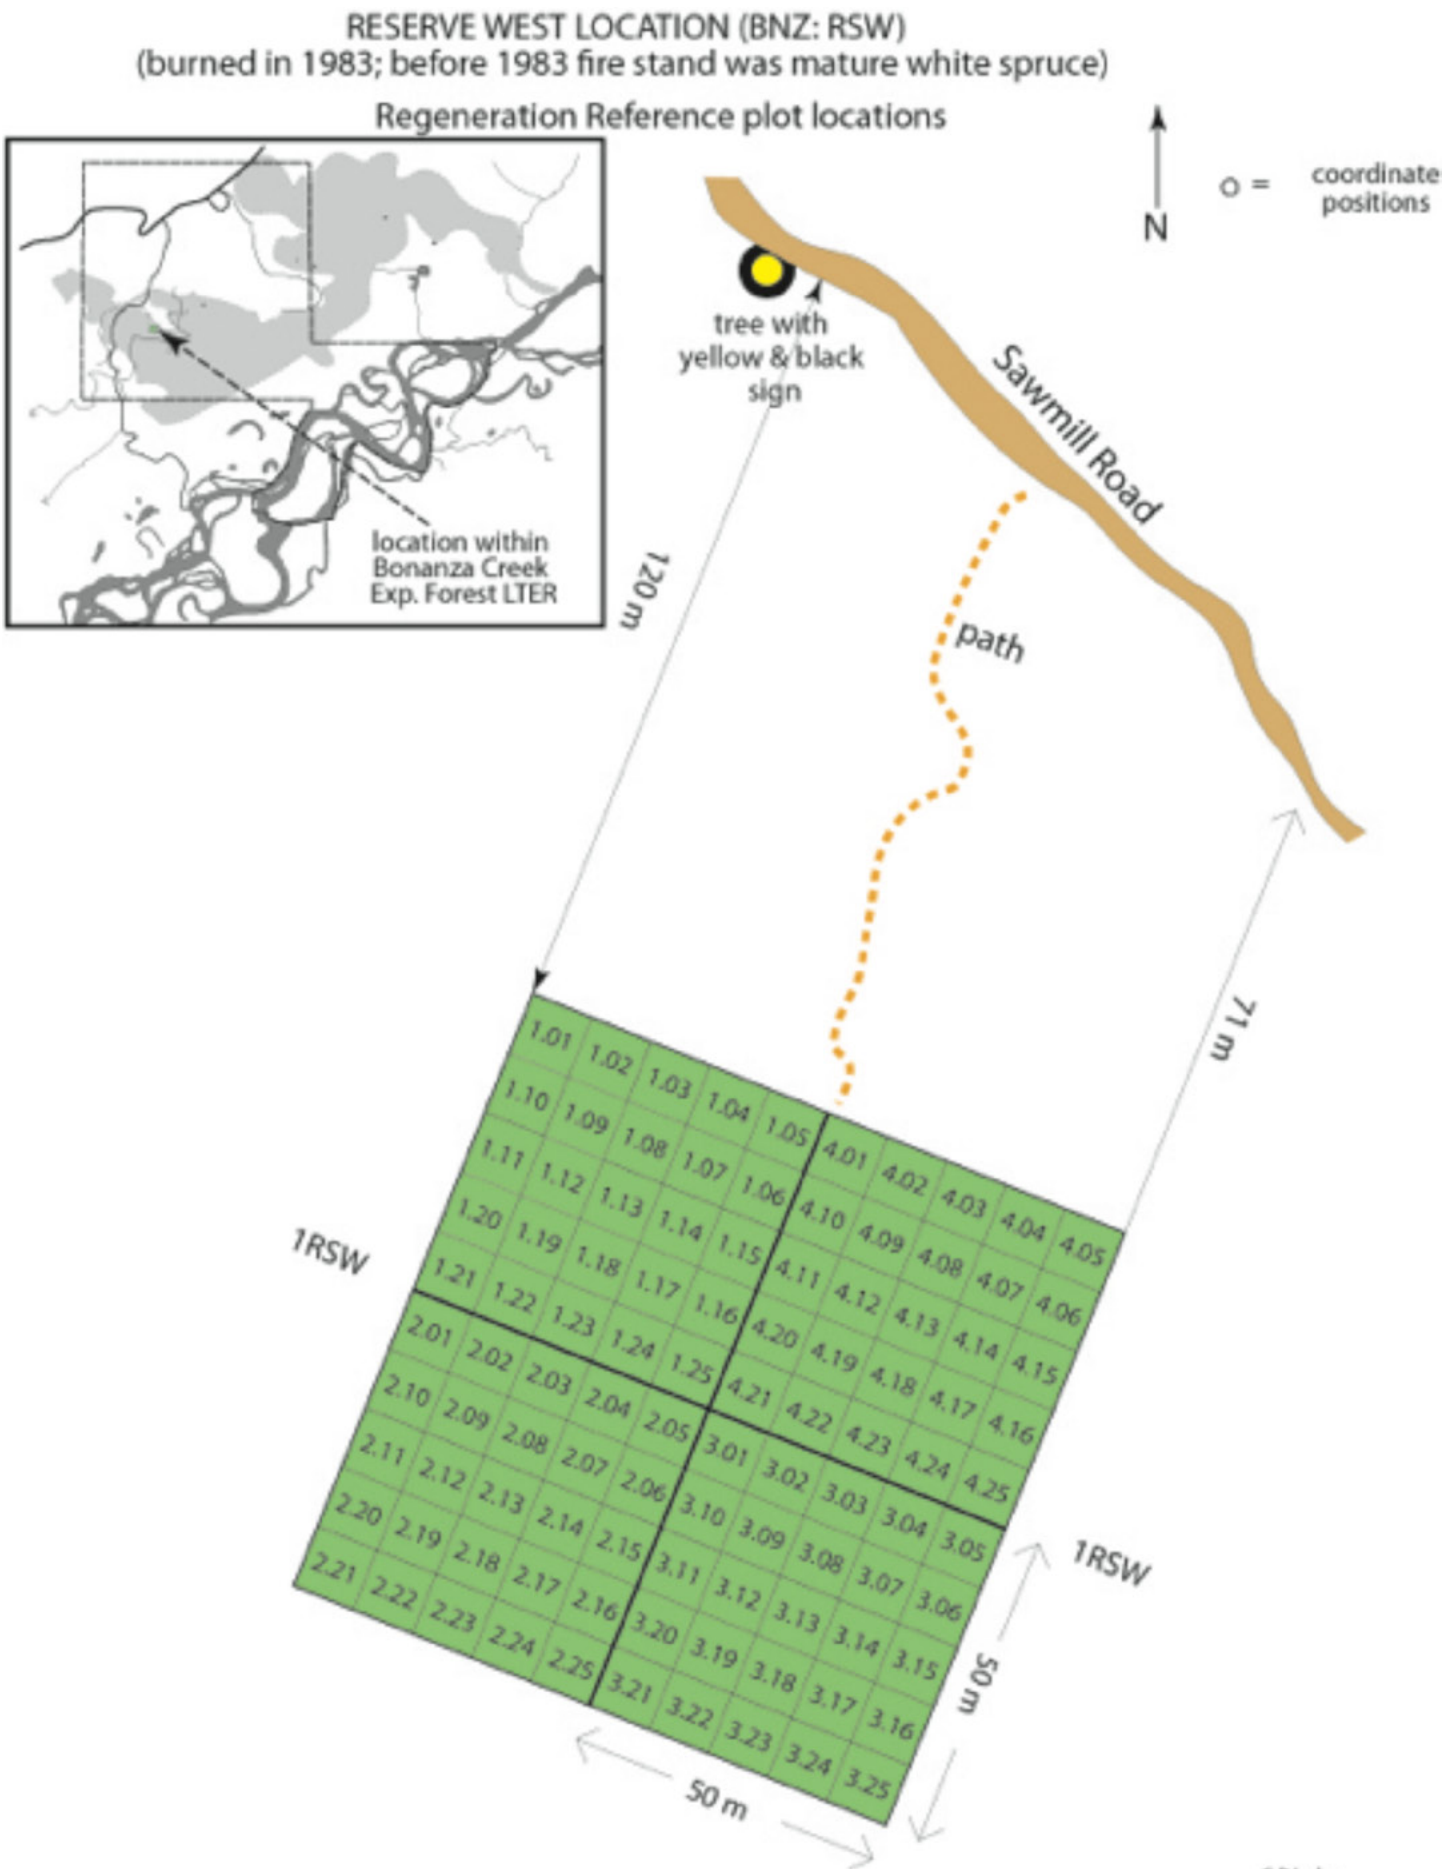 RESERVE WEST LOCATION (BNZ: RSW)
(burned in 1983; before 1983 fire stand was mature white spruce)
Regeneration Reference plot locations
N
O = coordinate
positions
tree with
yellow & black
sign
Sawmill Road
location within
Bonanza Creek
Exp. Forest LTER
120 m
path
71 m
1.01 1.02 1.03 1.04 1.05 4.01 4.02 4.03 4.04 4.05
1.10 1.09 1.08 1.07 1.06 4.10 4.09 4.08 4.07 4.06
1.11 1.12 1.13 1.14 1.15 4.11 4.12 4.13 4.14 4.15
1.20 1.19 1.18 1.17 1.16 4.20 4.19 4.18 4.17 4.16
1.21 1.22 1.23 1.24 1.25 4.21 4.22 4.23 4.24 4.25
1RSW
2.01 2.02 2.03 2.04 2.05 3.01 3.02 3.03 3.04 3.05
2.10 2.09 2.08 2.07 2.06 3.10 3.09 3.08 3.07 3.06
2.11 2.12 2.13 2.14 2.15 3.11 3.12 3.13 3.14 3.15
2.20 2.19 2.18 2.17 2.16 3.20 3.19 3.18 3.17 3.16
2.21 2.22 2.23 2.24 2.25 3.21 3.22 3.23 3.24 3.25
1RSW
50 m
50 m